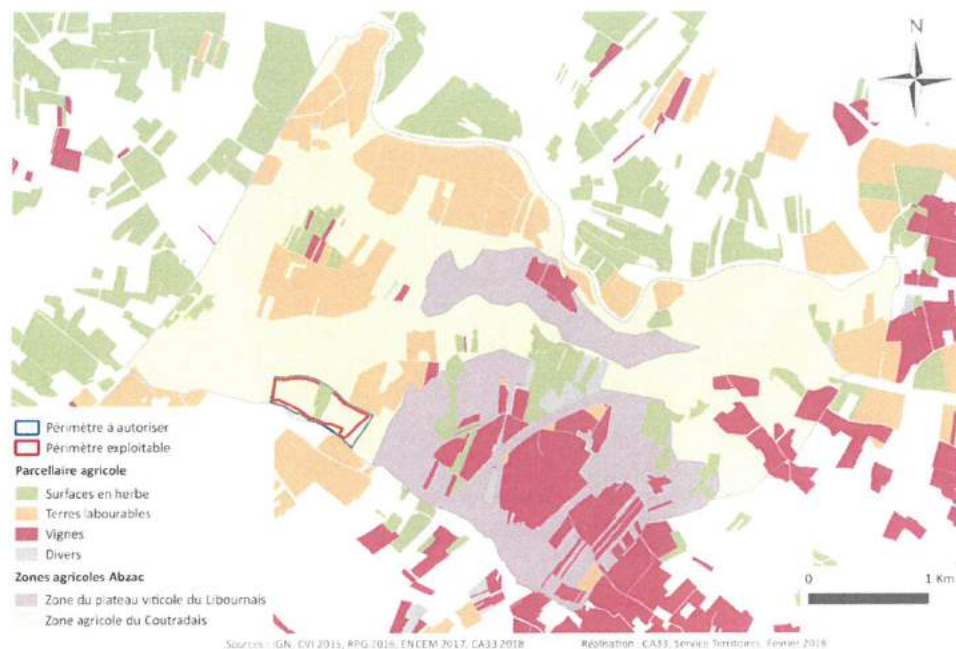 N
Périmètre à autoriser
Périmètre exploitable
Parcellaire agricole
Surfaces en herbe
Terres labourables
Vignes
Divers
Zones agricoles Abzac
Zone du plateau viticole du Libournais
Zone agricole du Coutradais
0 1 Km
Sources : IGN, CVI 2015, RPG 2016, ENCEM 2017, CA33 2018 Réalisation : CA33, Service Territoires, Février 2018